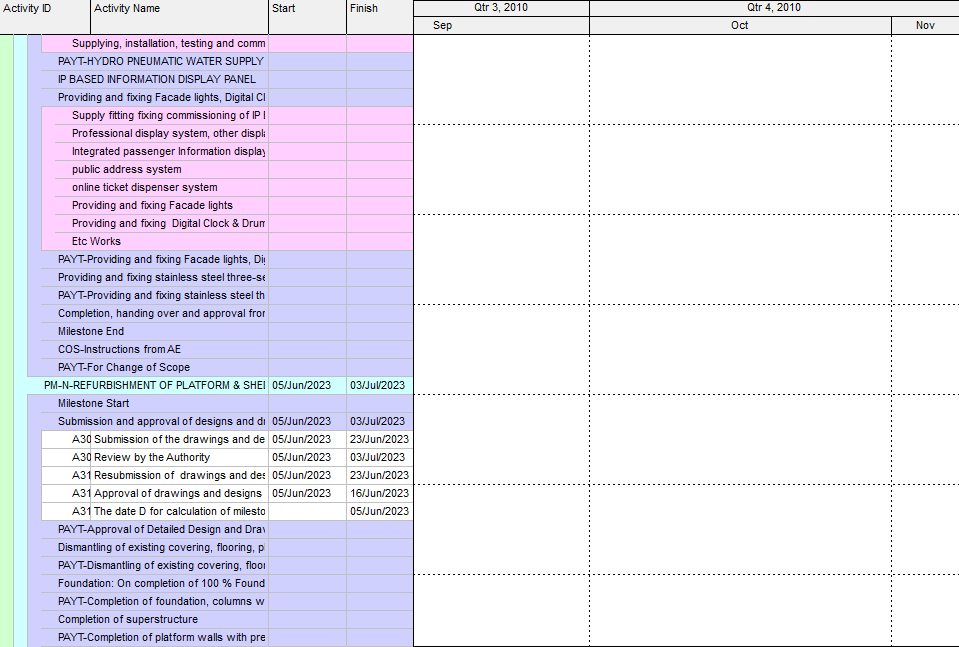 Activity ID Activity Name Start Finish Qtr 3, 2010 Qtr 4, 2010
Sep Oct Nov
Supplying, installation, testing and comm
PAYT-HYDRO PNEUMATIC WATER SUPPLY
IP BASED INFORMATION DISPLAY PANEL
Providing and fixing Facade lights, Digital Cl
Supply fitting fixing commissioning of IP
Professional display system, other displa
Integrated passenger Information display
public address system
online ticket dispenser system
Providing and fixing Facade lights
Providing and fixing Digital Clock & Drum
Etc Works
PAYT-Providing and fixing Facade lights, Di
Providing and fixing stainless steel three-se
PAYT-Providing and fixing stainless steel th
Completion, handing over and approval fror
Milestone End
COS-Instructions from AE
PAYT-For Change of Scope
PM-N-REFURBISHMENT OF PLATFORM & SHEI 05/Jun/2023 03/Jul/2023
Milestone Start
Submission and approval of designs and dr 05/Jun/2023 03/Jul/2023
A30 Submission of the drawings and de 05/Jun/2023 23/Jun/2023
A30 Review by the Authority 05/Jun/2023 03/Jul/2023
A31 Resubmission of drawings and des 05/Jun/2023 23/Jun/2023
A31 Approval of drawings and designs 05/Jun/2023 16/Jun/2023
A31 The date D for calculation of milesto 05/Jun/2023
PAYT-Approval of Detailed Design and Drav
Dismantling of existing covering, flooring, pl
PAYT-Dismantling of existing covering, floor
Foundation: On completion of 100 % Found
PAYT-Completion of foundation, columns w
Completion of superstructure
PAYT-Completion of platform walls with pre